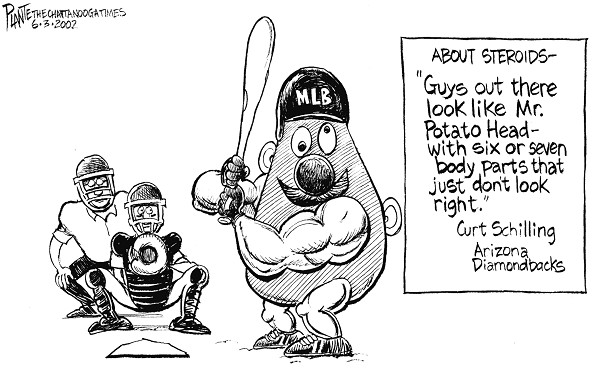 PLANTE THE CHATTANOOGA TIMES
6·3·2002
MLB
ABOUT STEROIDS-
"Guys out there
look like Mr.
Potato Head-
with six or seven
body parts that
just dont look
right."
Curt Schilling
Arizona
Diamondbacks